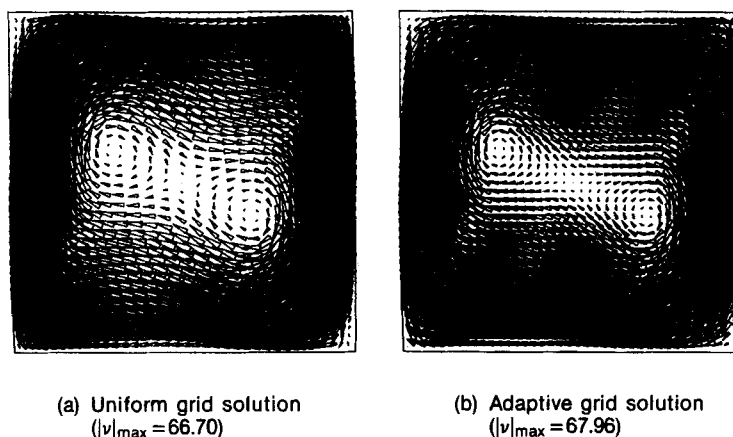 (a) Uniform grid solution
(|ν|max=66.70)
(b) Adaptive grid solution
(|ν|max=67.96)